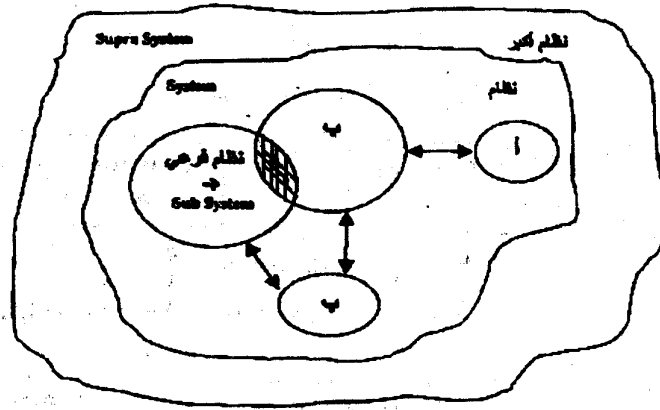 Supra System
نظام أكبر
System
نظام
ب
أ
نظام فرعي
Sub System
ب